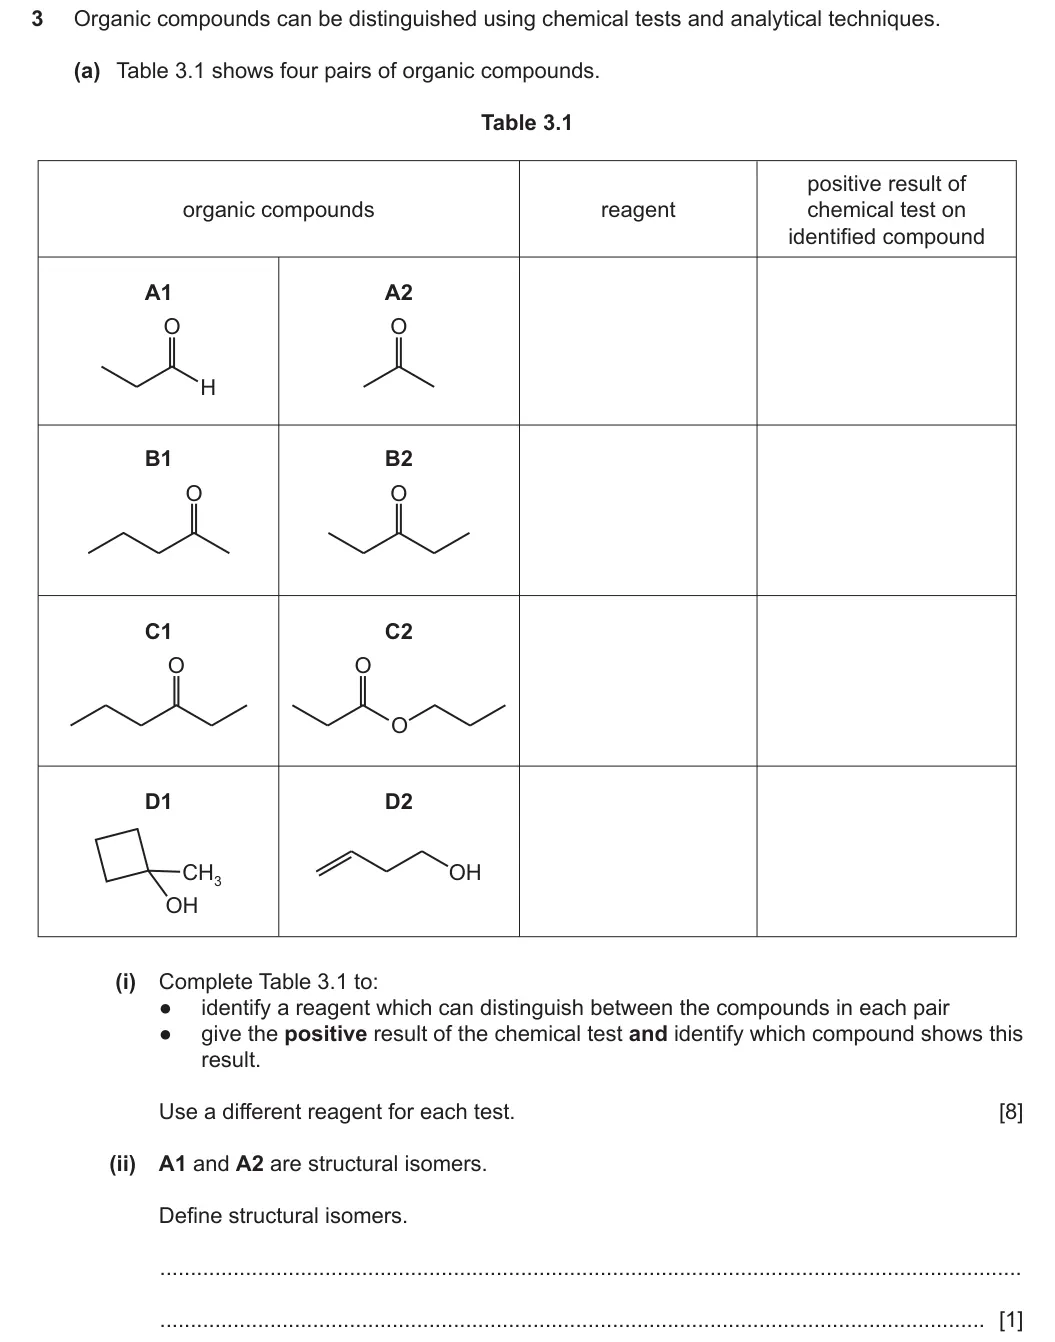 3 Organic compounds can be distinguished using chemical tests and analytical techniques.
(a) Table 3.1 shows four pairs of organic compounds.
Table 3.1
organic compounds
reagent
positive result of
chemical test on
identified compound
A1
O
H
A2
O
B1
O
B2
O
C1
O
C2
O
O
D1
CH3
OH
D2
OH
(i) Complete Table 3.1 to:
● identify a reagent which can distinguish between the compounds in each pair
● give the positive result of the chemical test and identify which compound shows this
result.
Use a different reagent for each test. [8]
(ii) A1 and A2 are structural isomers.
Define structural isomers.
..........................................................................................................................................
.................................................................................................................................... [1]